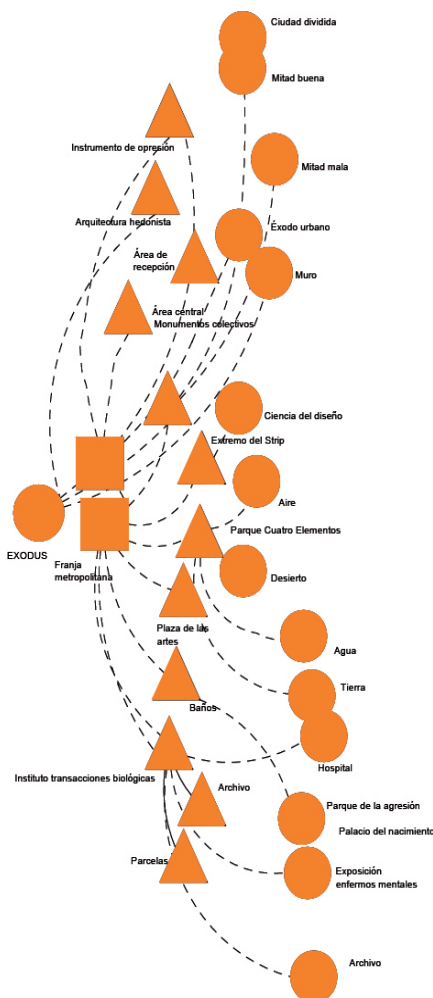 Ciudad dividida
Mitad buena
Instrumento de opresión
Mitad mala
Arquitectura hedonista
Éxodo urbano
Área de
recepción
Muro
Área central
Monumentos colectivos
Ciencia del diseño
Extremo del Strip
Aire
Parque Cuatro Elementos
EXODUS
Franja
metropolitana
Desierto
Plaza de las
artes
Agua
Tierra
Baños
Hospital
Instituto transacciones biológicas
Archivo
Parque de la agresión
Palacio del nacimiento
Parcelas
Exposición
enfermos mentales
Archivo